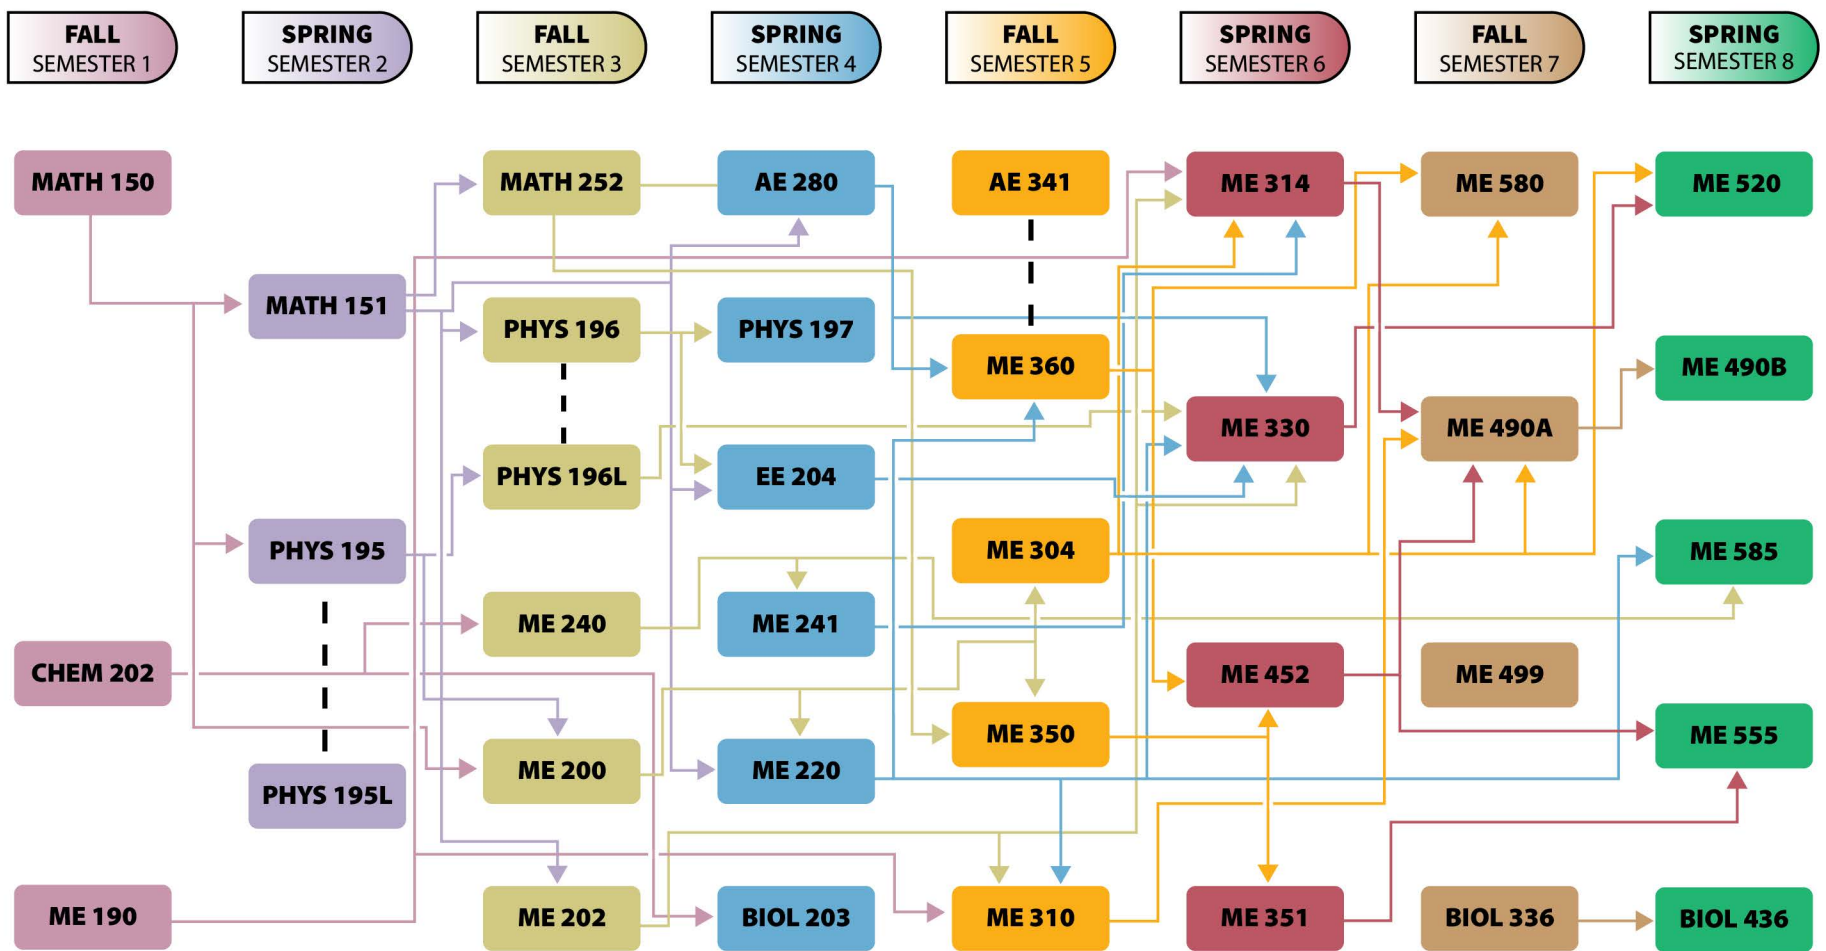 FALL
SEMESTER 1
SPRING
SEMESTER 2
FALL
SEMESTER 3
SPRING
SEMESTER 4
FALL
SEMESTER 5
SPRING
SEMESTER 6
FALL
SEMESTER 7
SPRING
SEMESTER 8
MATH 150
MATH 252
AE 280
AE 341
ME 314
ME 580
ME 520
MATH 151
PHYS 196
PHYS 197
ME 360
ME 490B
ME 330
ME 490A
PHYS 196L
EE 204
PHYS 195
ME 304
ME 585
ME 240
ME 241
CHEM 202
ME 452
ME 499
ME 350
ME 555
ME 200
ME 220
PHYS 195L
ME 190
ME 202
BIOL 203
ME 310
ME 351
BIOL 336
BIOL 436